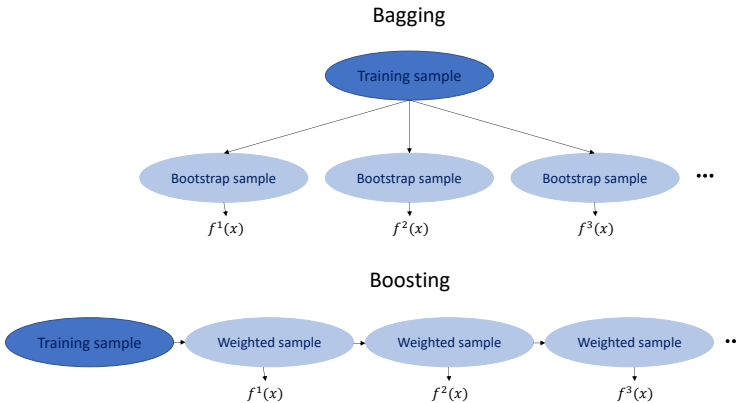 Bagging
Training sample
Bootstrap sample Bootstrap sample Bootstrap sample ...
f¹(x) f²(x) f³(x)
Boosting
Training sample Weighted sample Weighted sample Weighted sample ..
f¹(x) f²(x) f³(x)